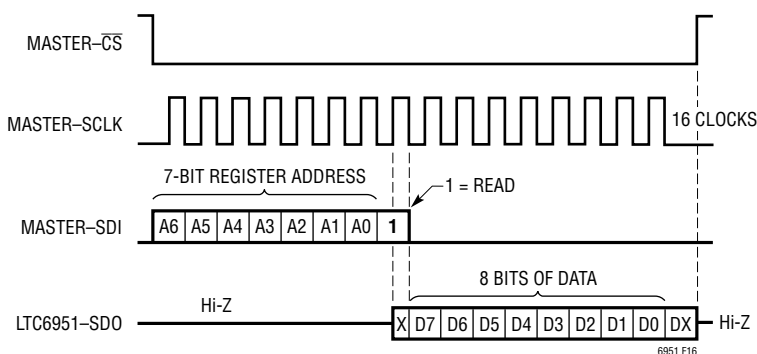 MASTER–C̅S̅
MASTER–SCLK
16 CLOCKS
7-BIT REGISTER ADDRESS
1 = READ
MASTER–SDI
A6 A5 A4 A3 A2 A1 A0 1
8 BITS OF DATA
Hi-Z
LTC6951–SDO
X D7 D6 D5 D4 D3 D2 D1 D0 DX
Hi-Z
6951 F16